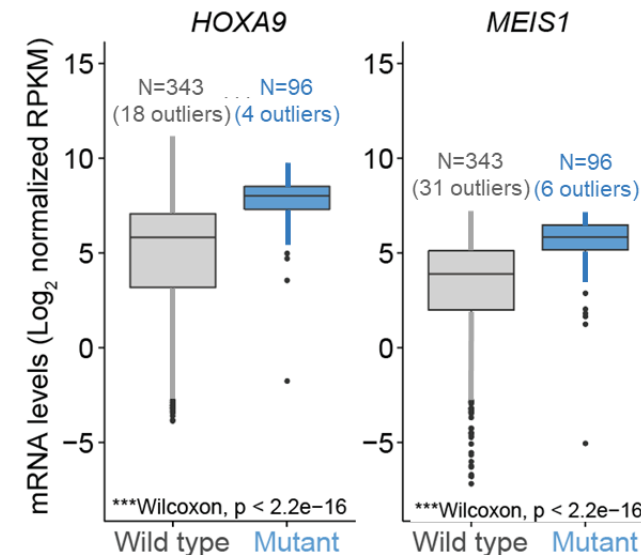 HOXA9
MEIS1
mRNA levels (Log2 normalized RPKM)
15
10
5
0
−5
N=343
(18 outliers)
N=96
(4 outliers)
***Wilcoxon, p < 2.2e−16
Wild type
Mutant
15
10
5
0
−5
N=343
(31 outliers)
N=96
(6 outliers)
***Wilcoxon, p < 2.2e−16
Wild type
Mutant